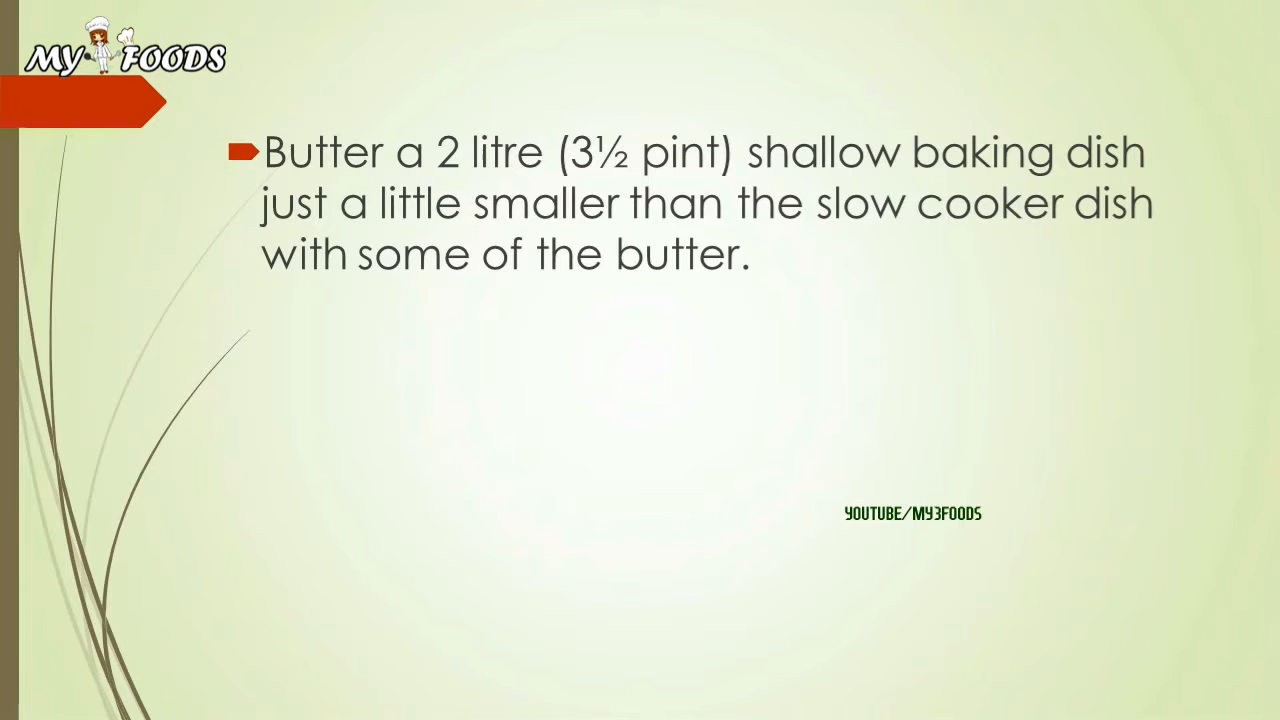 MY FOODS
Butter a 2 litre (3½ pint) shallow baking dish
just a little smaller than the slow cooker dish
with some of the butter.
YOUTUBE/MY3FOODS